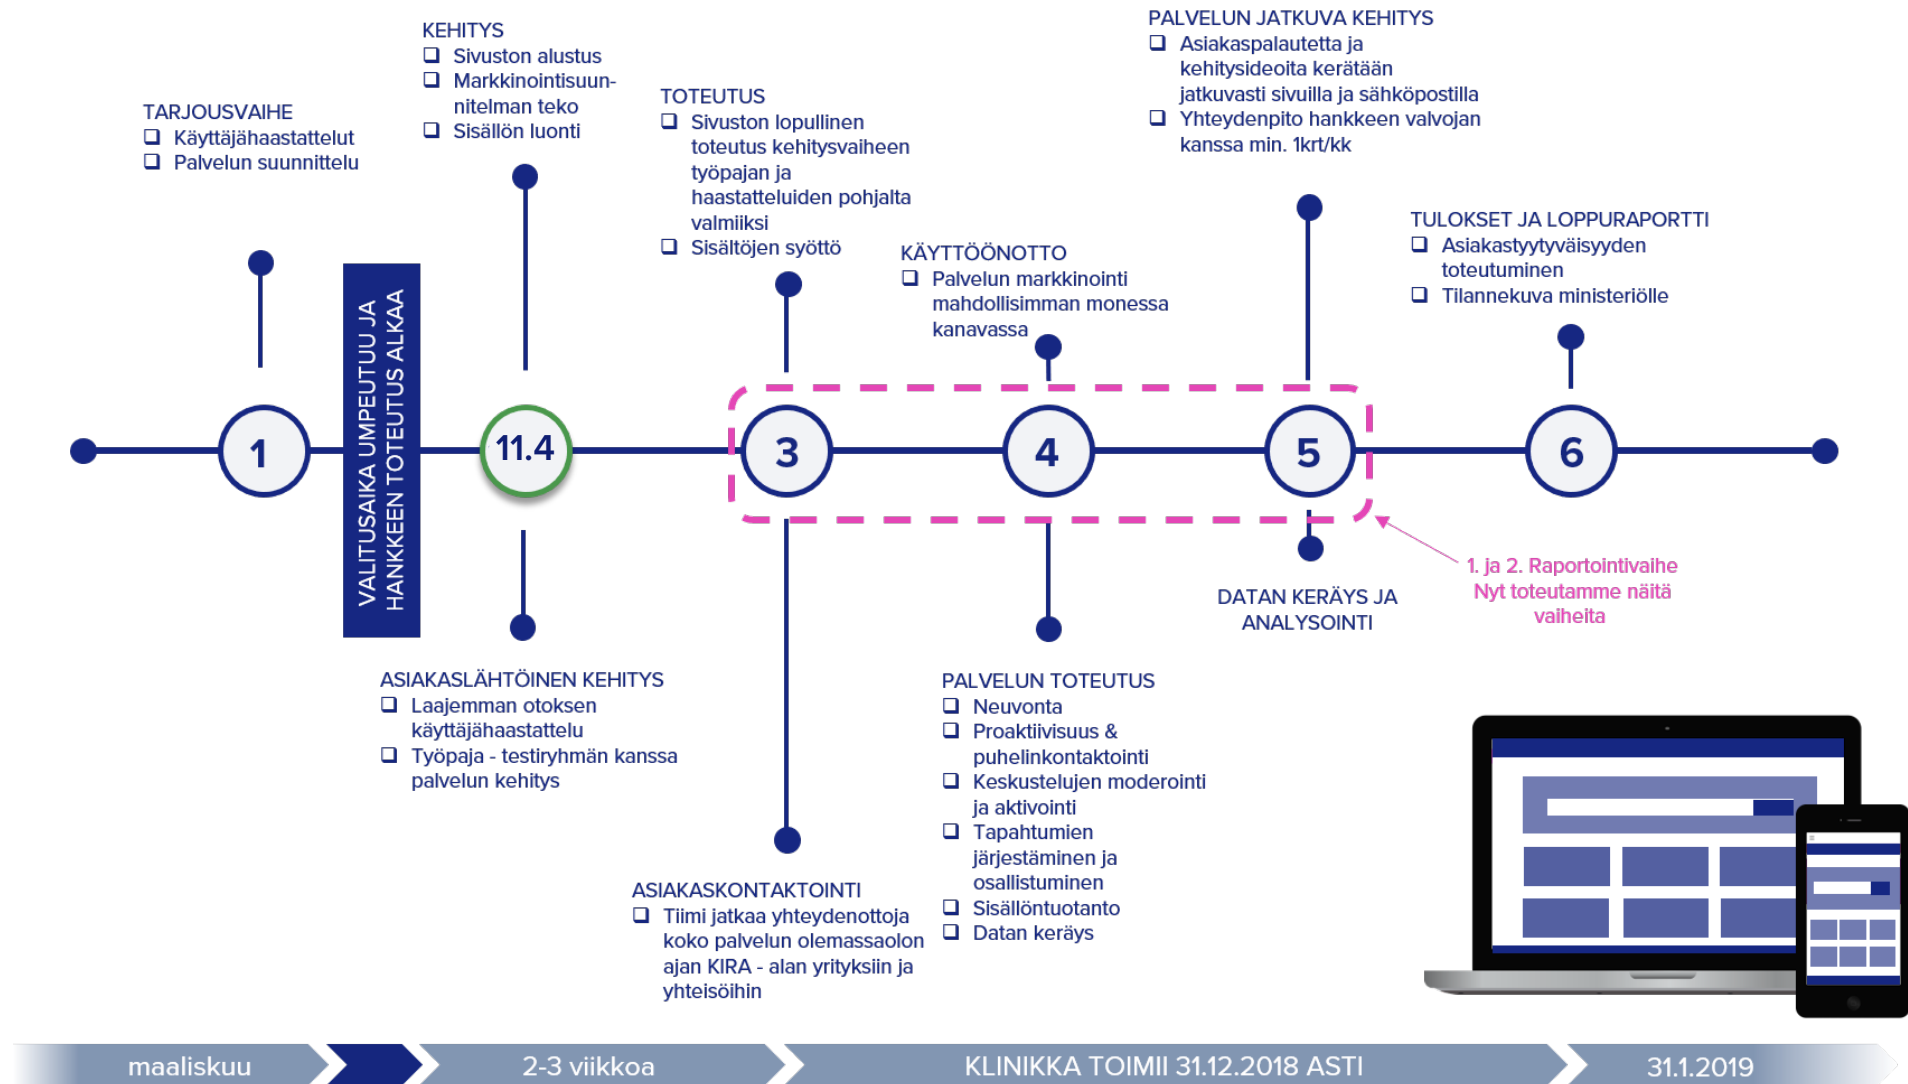 TARJOUSVAIHE
❑ Käyttäjähaastattelut
❑ Palvelun suunnittelu
VALITUSAIKA UMPEUTUU JA
HANKKEEN TOTEUTUS ALKAA
KEHITYS
❑ Sivuston alustus
❑ Markkinointisuun-
nitelman teko
❑ Sisällön luonti
TOTEUTUS
❑ Sivuston lopullinen
toteutus kehitysvaiheen
työpajan ja
haastatteluiden pohjalta
valmiiksi
❑ Sisältöjen syöttö
KÄYTTÖÖNOTTO
❑ Palvelun markkinointi
mahdollisimman monessa
kanavassa
PALVELUN JATKUVA KEHITYS
❑ Asiakaspalautetta ja
kehitysideoita kerätään
jatkuvasti sivuilla ja sähköpostilla
❑ Yhteydenpito hankkeen valvojan
kanssa min. 1krt/kk
TULOKSET JA LOPPURAPORTTI
❑ Asiakastyytyväisyyden
toteutuminen
❑ Tilannekuva ministeriölle
1
11.4
3
4
5
6
ASIAKASLÄHTÖINEN KEHITYS
❑ Laajemman otoksen
käyttäjähaastattelu
❑ Työpaja - testiryhmän kanssa
palvelun kehitys
ASIAKASKONTAKTOINTI
❑ Tiimi jatkaa yhteydenottoja
koko palvelun olemassaolon
ajan KIRA - alan yrityksiin ja
yhteisöihin
PALVELUN TOTEUTUS
❑ Neuvonta
❑ Proaktiivisuus &
puhelinkontaktointi
❑ Keskustelujen moderointi
ja aktivointi
❑ Tapahtumien
järjestäminen ja
osallistuminen
❑ Sisällöntuotanto
❑ Datan keräys
DATAN KERÄYS JA
ANALYSOINTI
1. ja 2. Raportointivaihe
Nyt toteutamme näitä
vaiheita
maaliskuu
2-3 viikkoa
KLINIKKA TOIMII 31.12.2018 ASTI
31.1.2019